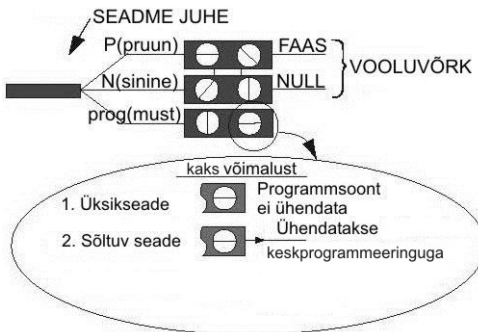 SEADME JUHE
P(pruun) FAAS
N(sinine) NULL
VOOLUVÕRK
prog(must)
kaks võimalust
1. Üksikseade
Programmsoont
ei ühendata
2. Sõltuv seade
Ühendatakse
keskprogrammeeringuga